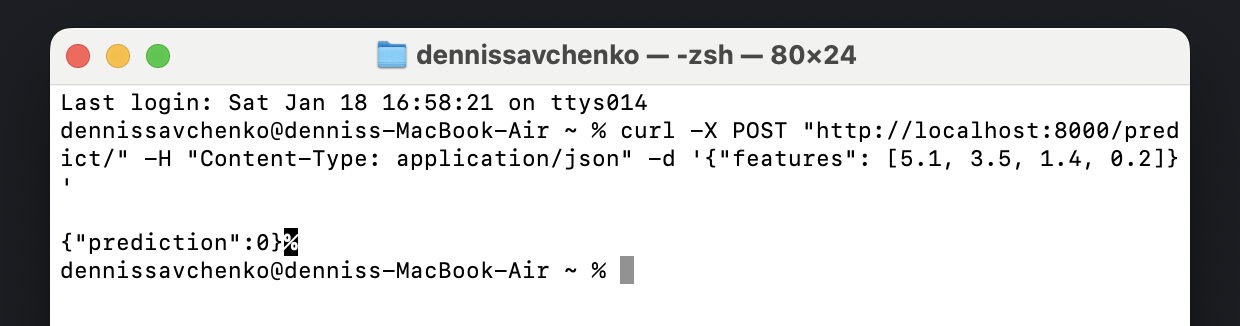 dennissavchenko — -zsh — 80×24
Last login: Sat Jan 18 16:58:21 on ttys014
dennissavchenko@denniss-MacBook-Air ~ % curl -X POST "http://localhost:8000/pred
ict/" -H "Content-Type: application/json" -d '{"features": [5.1, 3.5, 1.4, 0.2]}
'
{"prediction":0}%
dennissavchenko@denniss-MacBook-Air ~ %